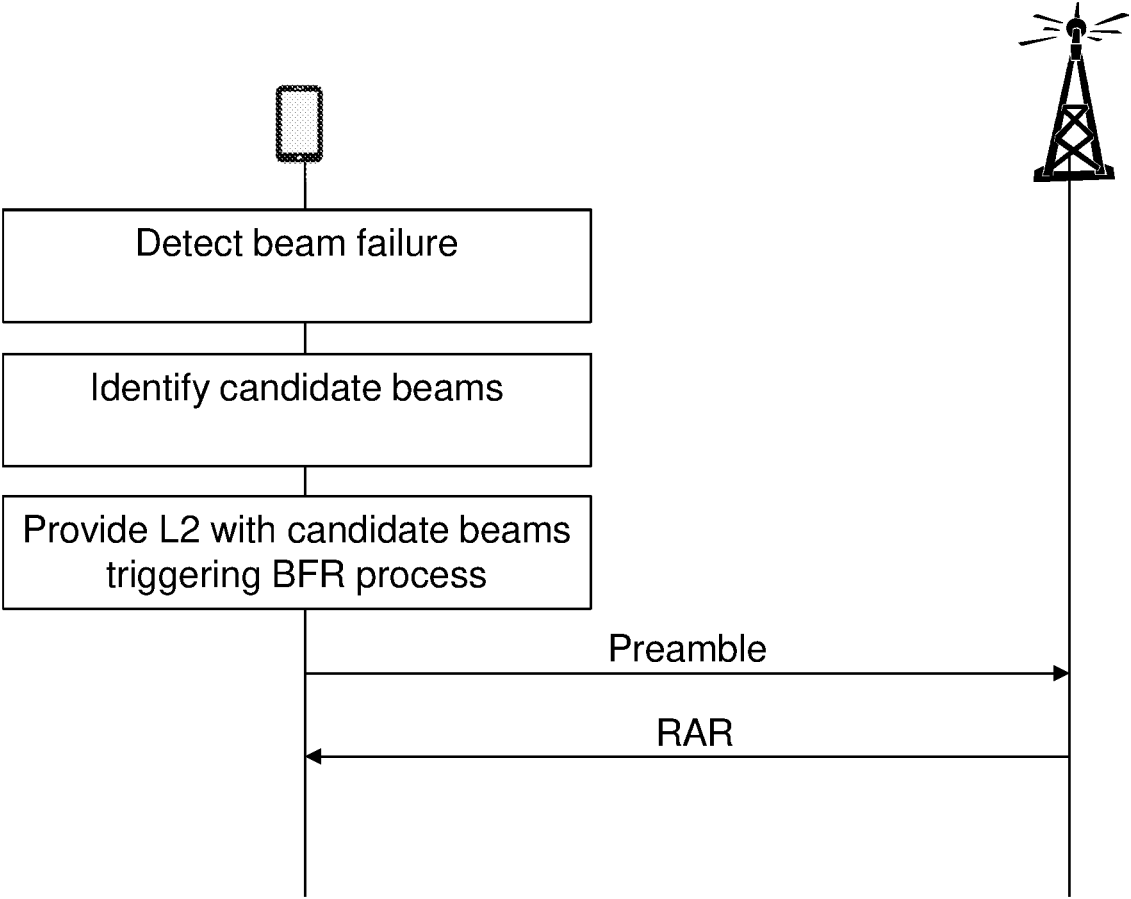 Detect beam failure
Identify candidate beams
Provide L2 with candidate beams
triggering BFR process
Preamble
RAR